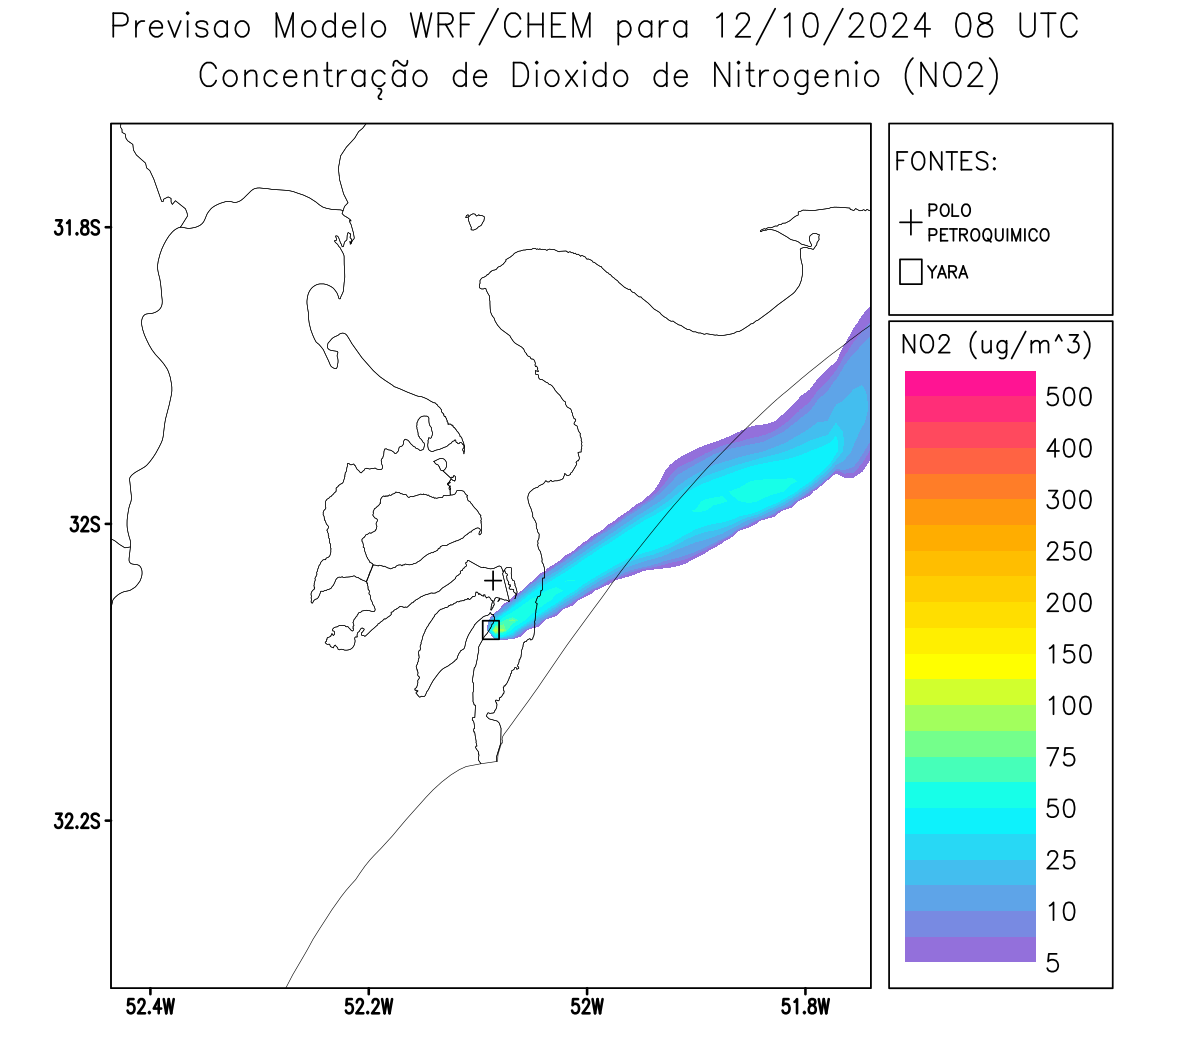 Previsao Modelo WRF/CHEM para 12/10/2024 08 UTC
Concentração de Dioxido de Nitrogenio (NO2)
FONTES:
POLO
PETROQUIMICO
YARA
NO2 (ug/m^3)
500
400
300
250
200
150
100
75
50
25
10
5
31.8S
32S
32.2S
52.4W
52.2W
52W
51.8W